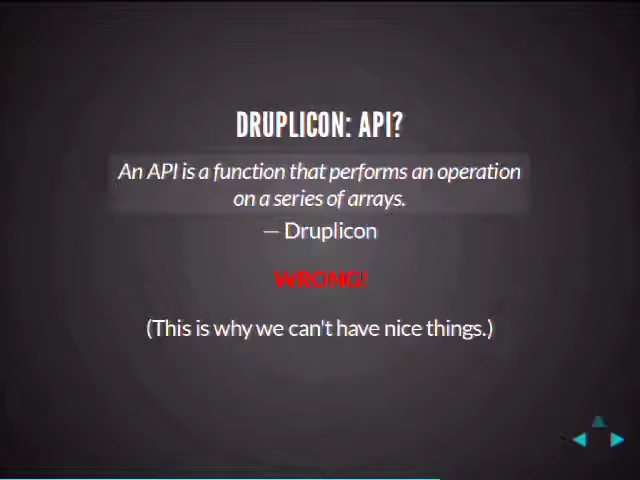 DRUPLICON: API?
An API is a function that performs an operation
on a series of arrays.
— Druplicon
WRONG!
(This is why we can't have nice things.)